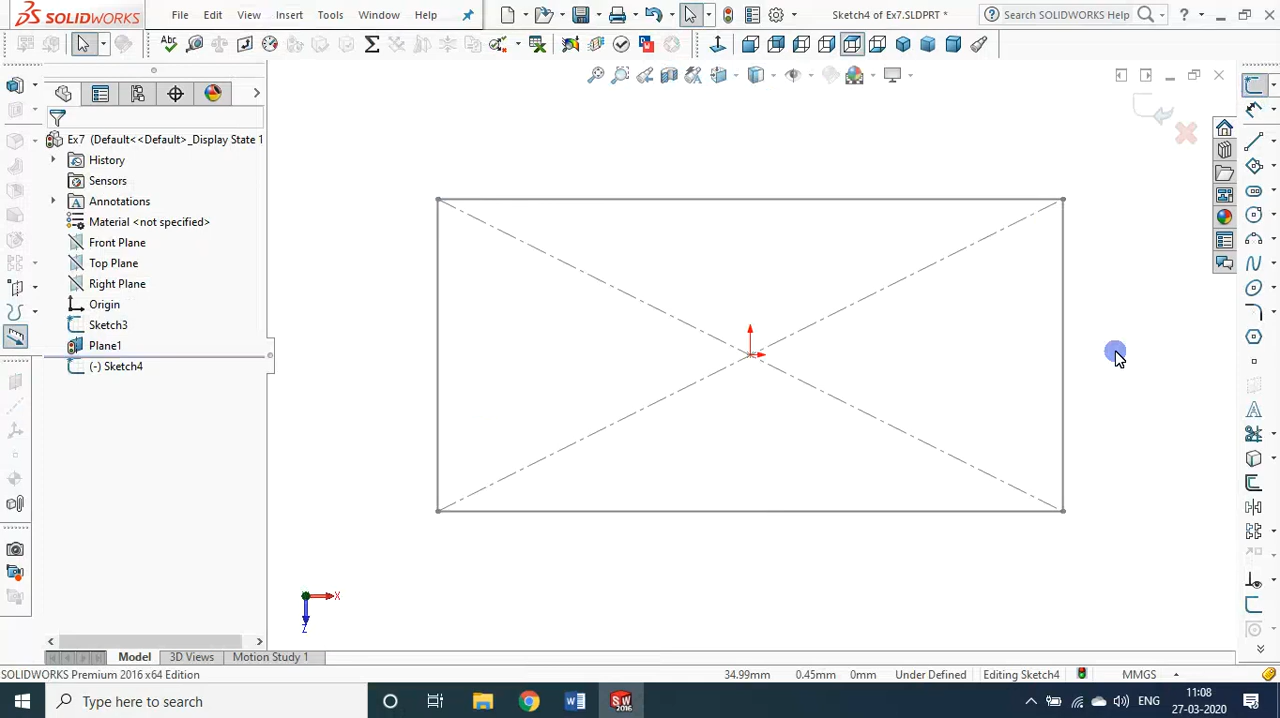 SOLIDWORKS
File
Edit
View
Insert
Tools
Window
Help
Sketch4 of Ex7.SLDPRT *
Search SOLIDWORKS Help
?
Abc
Ex7 (Default<<Default>_Display State 1
History
Sensors
Annotations
Material <not specified>
Front Plane
Top Plane
Right Plane
Origin
Sketch3
Plane1
(-) Sketch4
X
Z
Model
3D Views
Motion Study 1
SOLIDWORKS Premium 2016 x64 Edition
34.99mm
0.45mm
0mm
Under Defined
Editing Sketch4
MMGS
Type here to search
SW
2016
ENG
11:08
27-03-2020